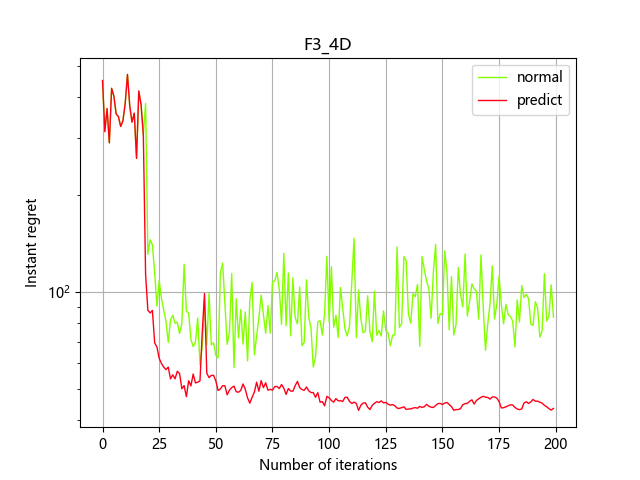 F3_4D
normal
predict
Instant regret
10²
0 25 50 75 100 125 150 175 200
Number of iterations